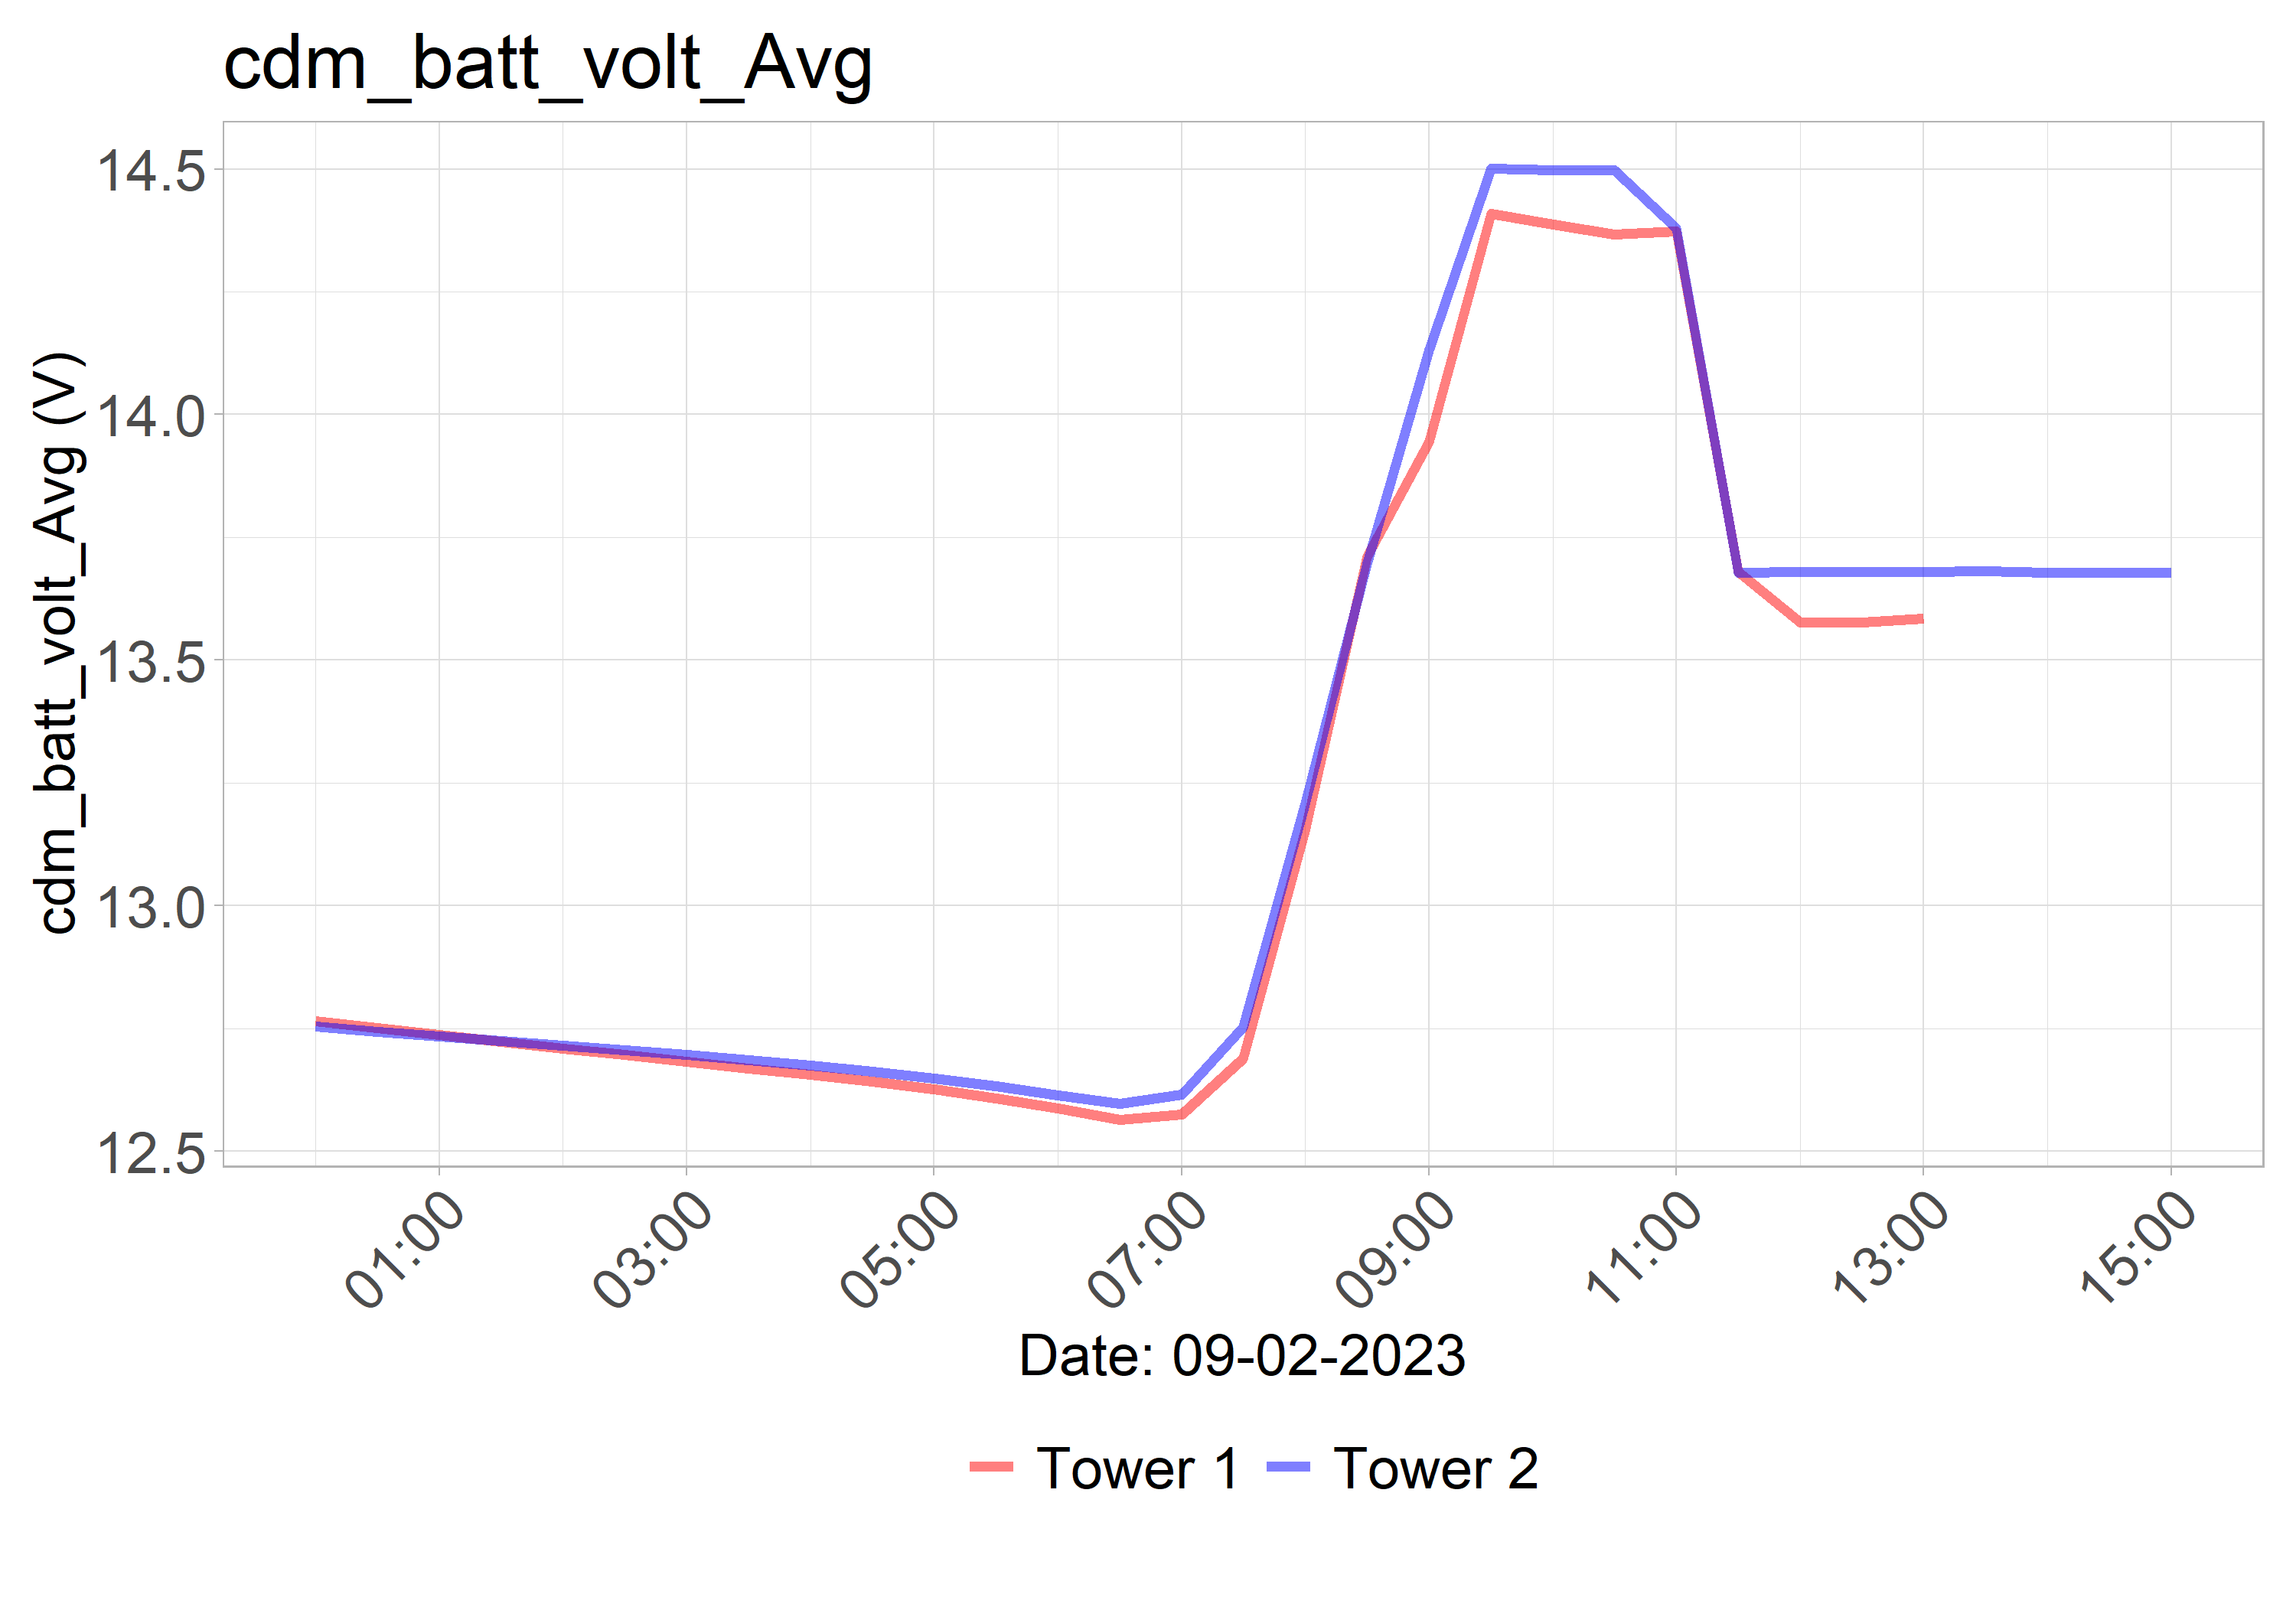 cdm_batt_volt_Avg
cdm_batt_volt_Avg (V)
14.5
14.0
13.5
13.0
12.5
01:00
03:00
05:00
07:00
09:00
11:00
13:00
15:00
Date: 09-02-2023
Tower 1
Tower 2